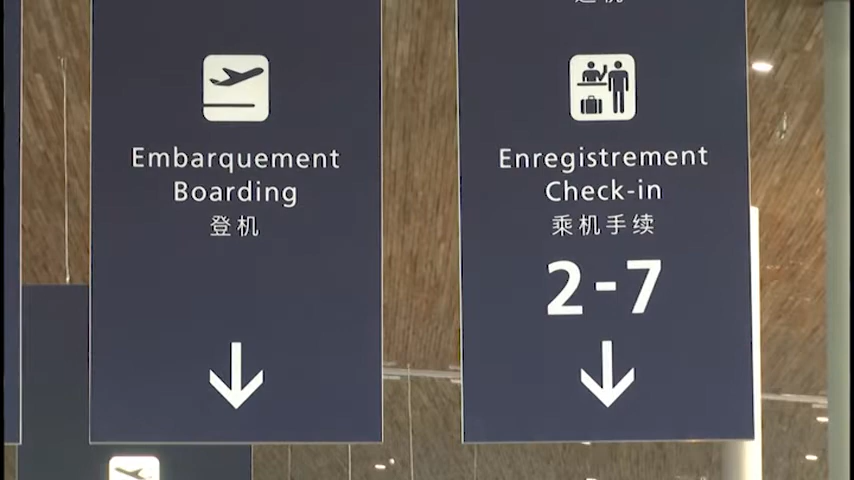 Embarquement
Boarding
登机
Enregistrement
Check-in
乘机手续
2-7